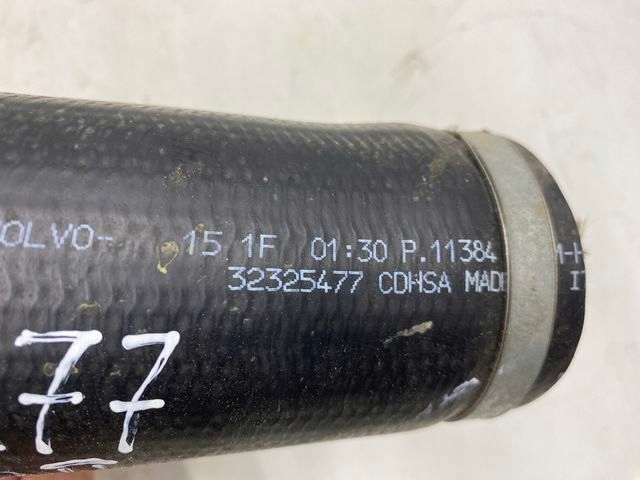 OLVO- 15 1F 01:30 P.11384
32325477 CDHSA MADE
77